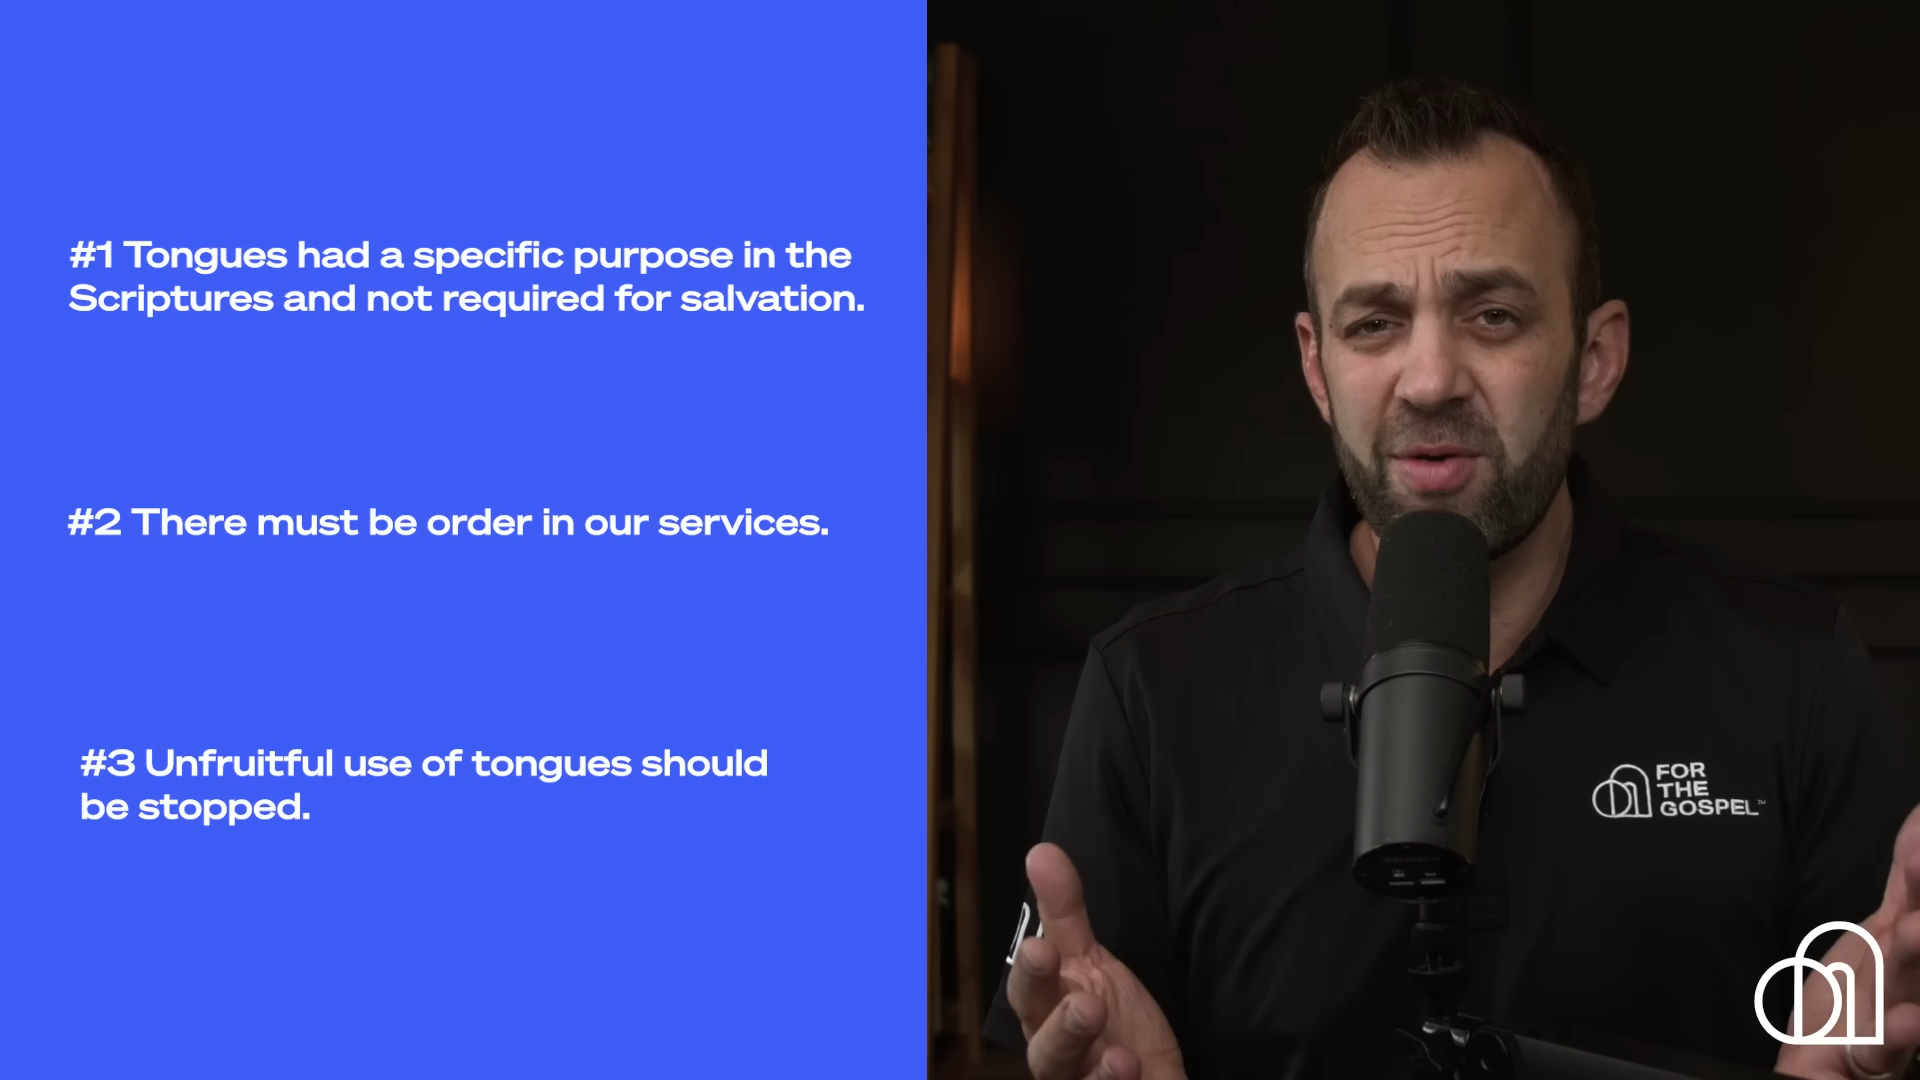 #1 Tongues had a specific purpose in the
Scriptures and not required for salvation.
#2 There must be order in our services.
#3 Unfruitful use of tongues should
be stopped.
FOR
THE
GOSPEL™